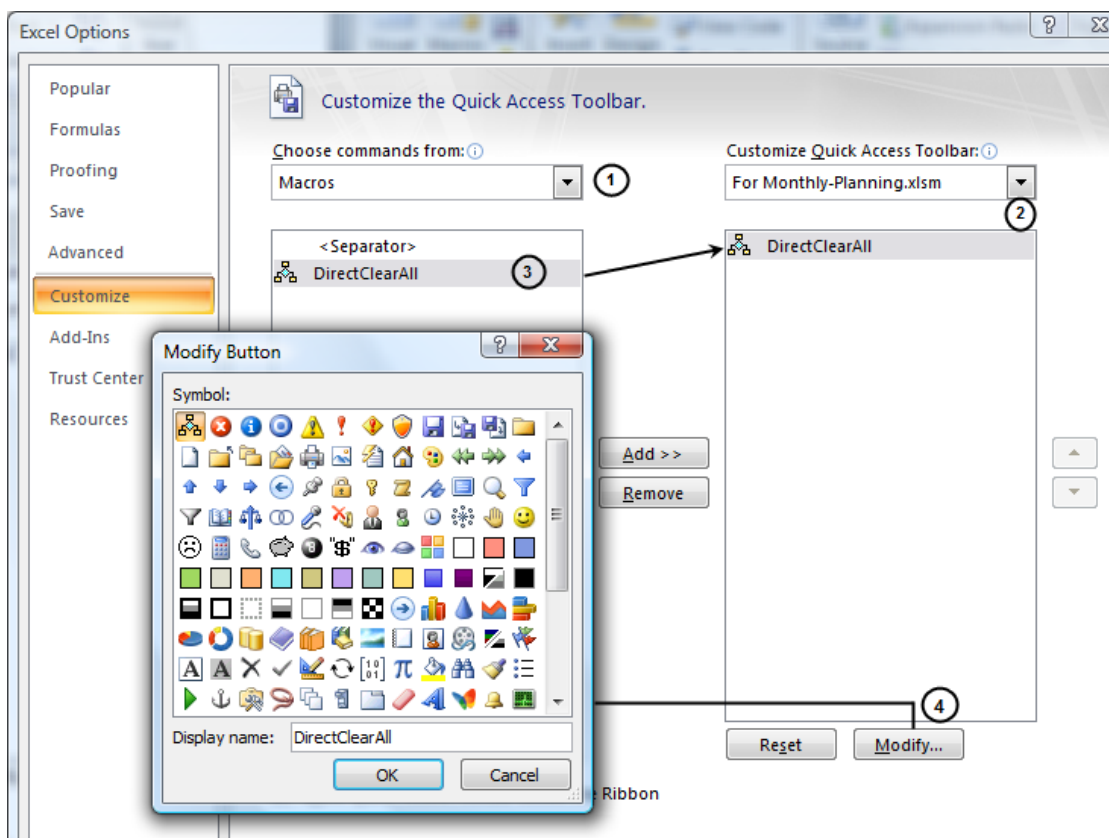 Excel Options
Popular
Formulas
Proofing
Save
Advanced
Customize
Add-Ins
Trust Center
Resources
Customize the Quick Access Toolbar.
Choose commands from:
Macros
1
Customize Quick Access Toolbar:
For Monthly-Planning.xlsm
2
<Separator>
DirectClearAll
3
DirectClearAll
Modify Button
Symbol:
"$"
A A
Display name: DirectClearAll
OK Cancel
Add >>
Remove
4
Reset Modify...
Ribbon